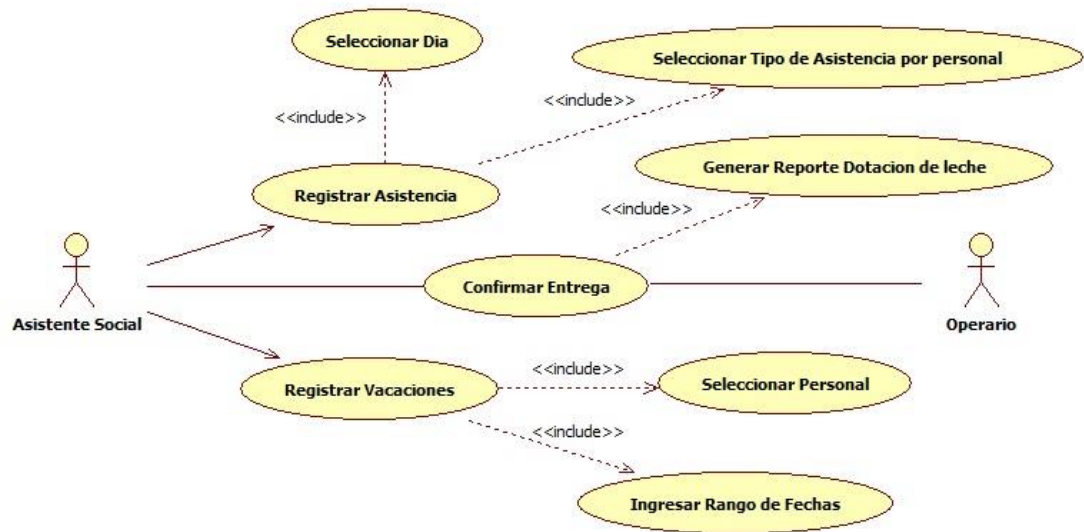 Seleccionar Dia
Seleccionar Tipo de Asistencia por personal
<<include>>
<<include>>
Generar Reporte Dotacion de leche
Registrar Asistencia
<<include>>
Confirmar Entrega
Asistente Social
Operario
Registrar Vacaciones
<<include>>
Seleccionar Personal
<<include>>
Ingresar Rango de Fechas